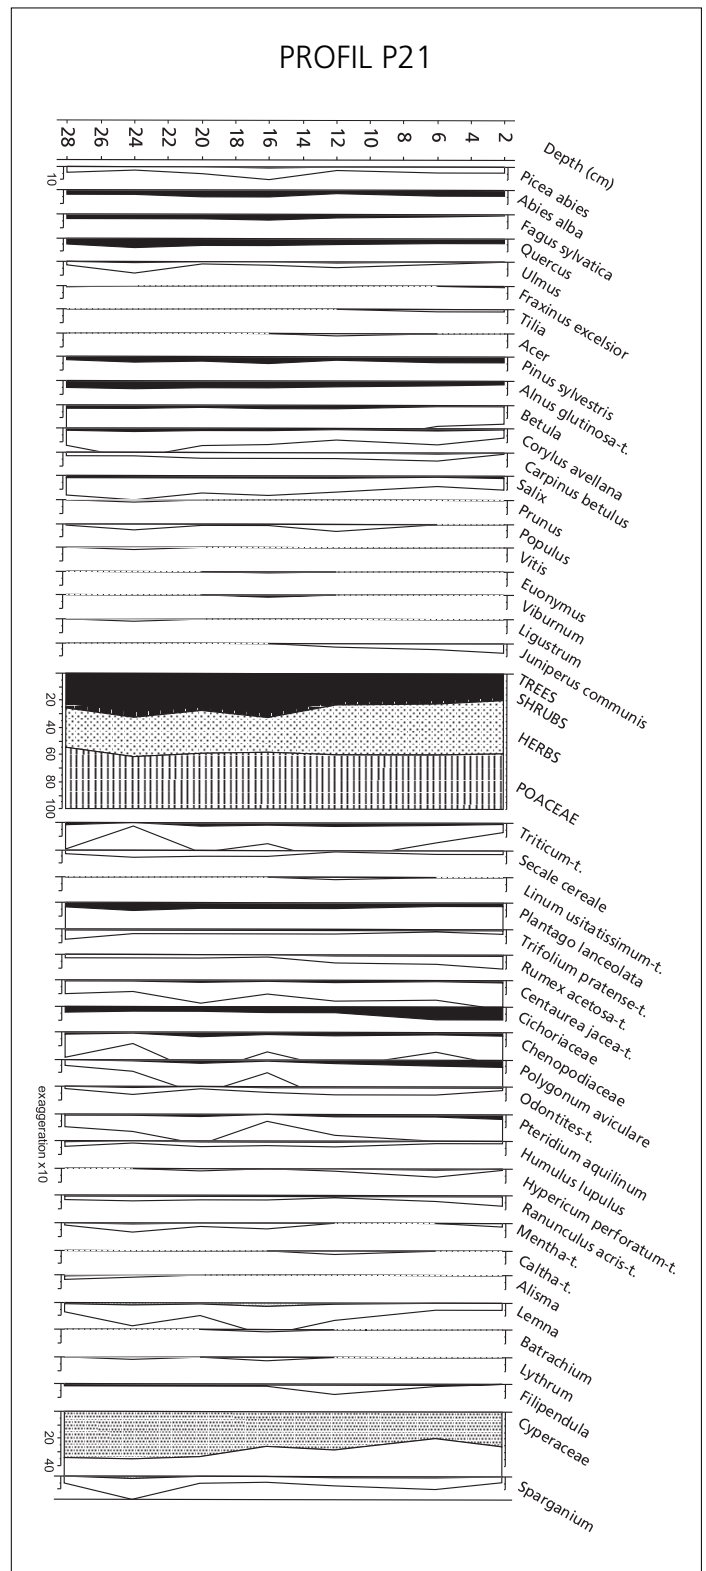 PROFIL P21
28 26 24 22 20 18 16 14 12 10 8 6 4 2
Depth (cm)
10
Picea abies
Abies alba
Fagus sylvatica
Quercus
Ulmus
Fraxinus excelsior
Tilia
Acer
Pinus sylvestris
Alnus glutinosa-t.
Betula
Corylus avellana
Carpinus betulus
Salix
Prunus
Populus
Vitis
Euonymus
Viburnum
Ligustrum
Juniperus communis
TREES
SHRUBS
HERBS
POACEAE
20 40 60 80 100
Triticum-t.
Secale cereale
Linum usitatissimum-t.
Plantago lanceolata
Trifolium pratense-t.
Rumex acetosa-t.
Centaurea jacea-t.
Cichoriaceae
Chenopodiaceae
Polygonum aviculare
Odontites-t.
Pteridium aquilinum
Humulus lupulus
Hypericum perforatum-t.
Ranunculus acris-t.
Mentha-t.
Caltha-t.
Alisma
Lemna
Batrachium
Lythrum
Filipendula
Cyperaceae
20 40
Sparganium
exaggeration x10